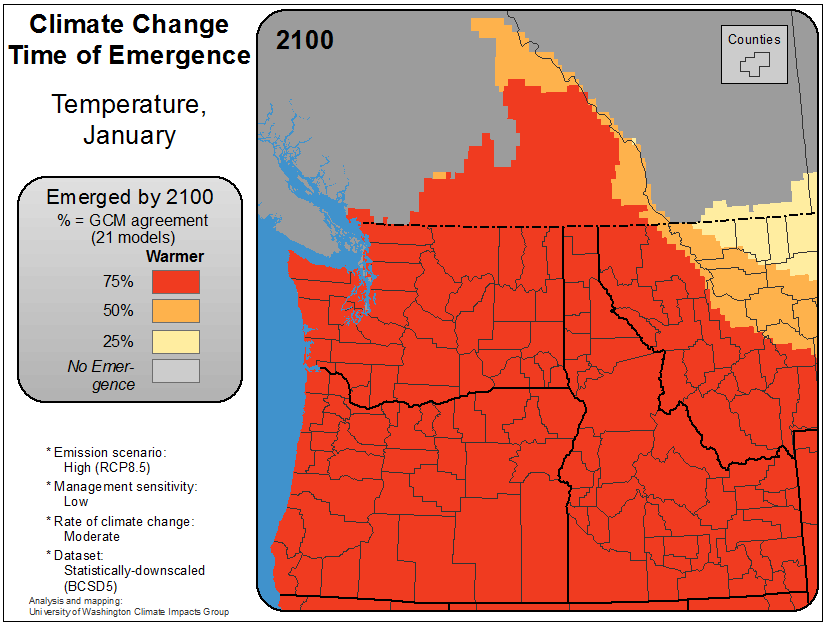 Climate Change
Time of Emergence
Temperature,
January
Emerged by 2100
% = GCM agreement
(21 models)
Warmer
75%
50%
25%
No Emer-
gence
* Emission scenario:
High (RCP8.5)
* Management sensitivity:
Low
* Rate of climate change:
Moderate
* Dataset:
Statistically-downscaled
(BCSD5)
Analysis and mapping:
University of Washington Climate Impacts Group
2100
Counties